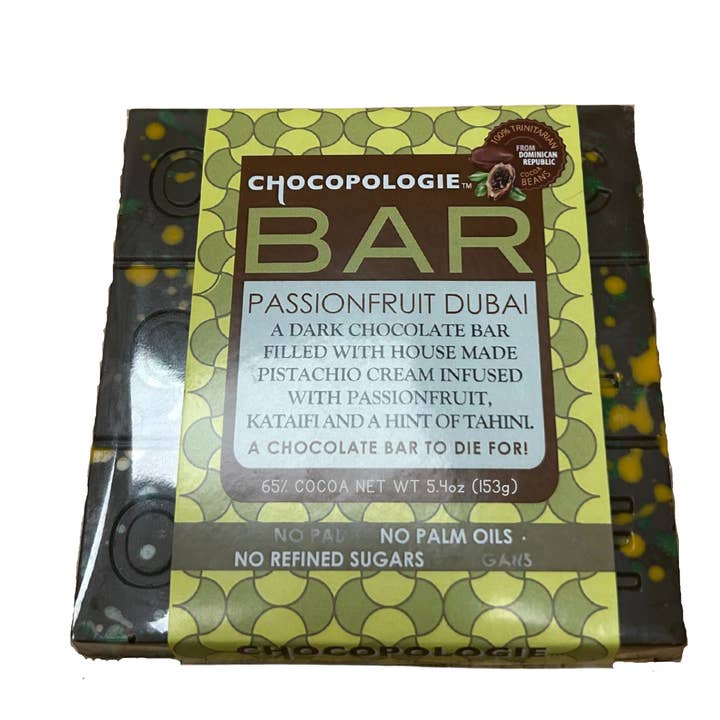 100% TRINITARIAN
FROM
DOMINICAN
REPUBLIC
COCOA
BEANS
CHOCOPOLOGIE™
BAR
PASSIONFRUIT DUBAI
A DARK CHOCOLATE BAR
FILLED WITH HOUSE MADE
PISTACHIO CREAM INFUSED
WITH PASSIONFRUIT,
KATAIFI AND A HINT OF TAHINI.
A CHOCOLATE BAR TO DIE FOR!
65% COCOA NET WT 5.4oz (153g)
NO PALM OILS ·
NO REFINED SUGARS
CHOCOPOLOGIE